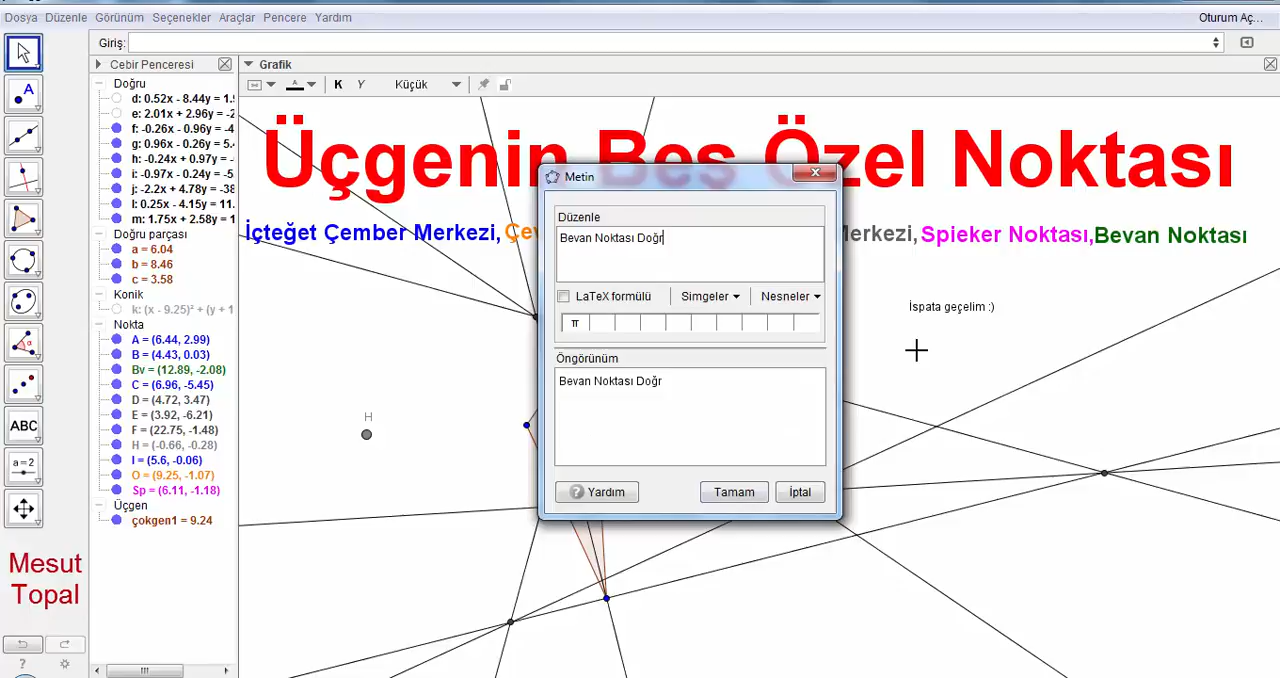 Dosya Düzenle Görünüm Seçenekler Araçlar Pencere Yardım Oturum Aç...
Giriş:
Cebir Penceresi
Grafik
K Y Küçük
Doğru
d: 0.52x - 8.44y = 1.
e: 2.01x + 2.96y = -2
f: -0.26x - 0.96y = -4
g: 0.96x - 0.26y = 5.
h: -0.24x + 0.97y = -
i: -0.97x - 0.24y = -5
j: -2.2x + 4.78y = -38
l: 0.25x - 4.15y = 11.
m: 1.75x + 2.58y = 1
Doğru parçası
a = 6.04
b = 8.46
c = 3.58
Konik
k: (x - 9.25)² + (y + 1
Nokta
A = (6.44, 2.99)
B = (4.43, 0.03)
Bv = (12.89, -2.08)
C = (6.96, -5.45)
D = (4.72, 3.47)
E = (3.92, -6.21)
F = (22.75, -1.48)
H = (-0.66, -0.28)
I = (5.6, -0.06)
O = (9.25, -1.07)
Sp = (6.11, -1.18)
Üçgen
çokgen1 = 9.24
A
α
ABC
a=2
Mesut
Topal
Üçgenin Beş Özel Noktası
İçteğet Çember Merkezi, Merkezi, Spieker Noktası, Bevan Noktası
İspata geçelim :)
H
Metin
Düzenle
Bevan Noktası Doğr
LaTeX formülü Simgeler Nesneler
π
Öngörünüm
Bevan Noktası Doğr
Yardım Tamam İptal